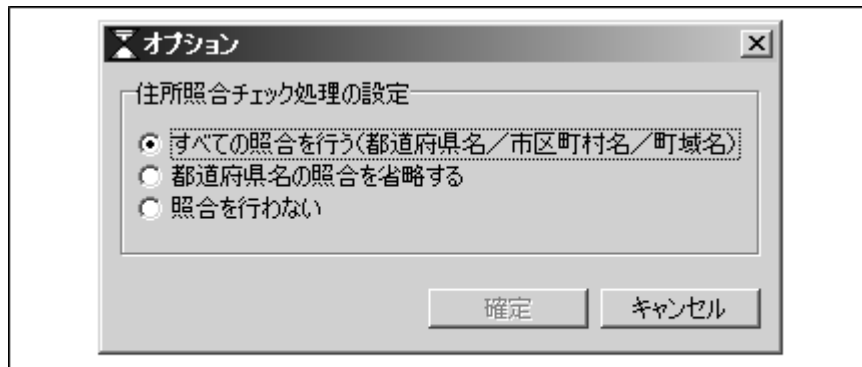 オプション
住所照合チェック処理の設定
すべての照合を行う(都道府県名／市区町村名／町域名)
都道府県名の照合を省略する
照合を行わない
確定 キャンセル